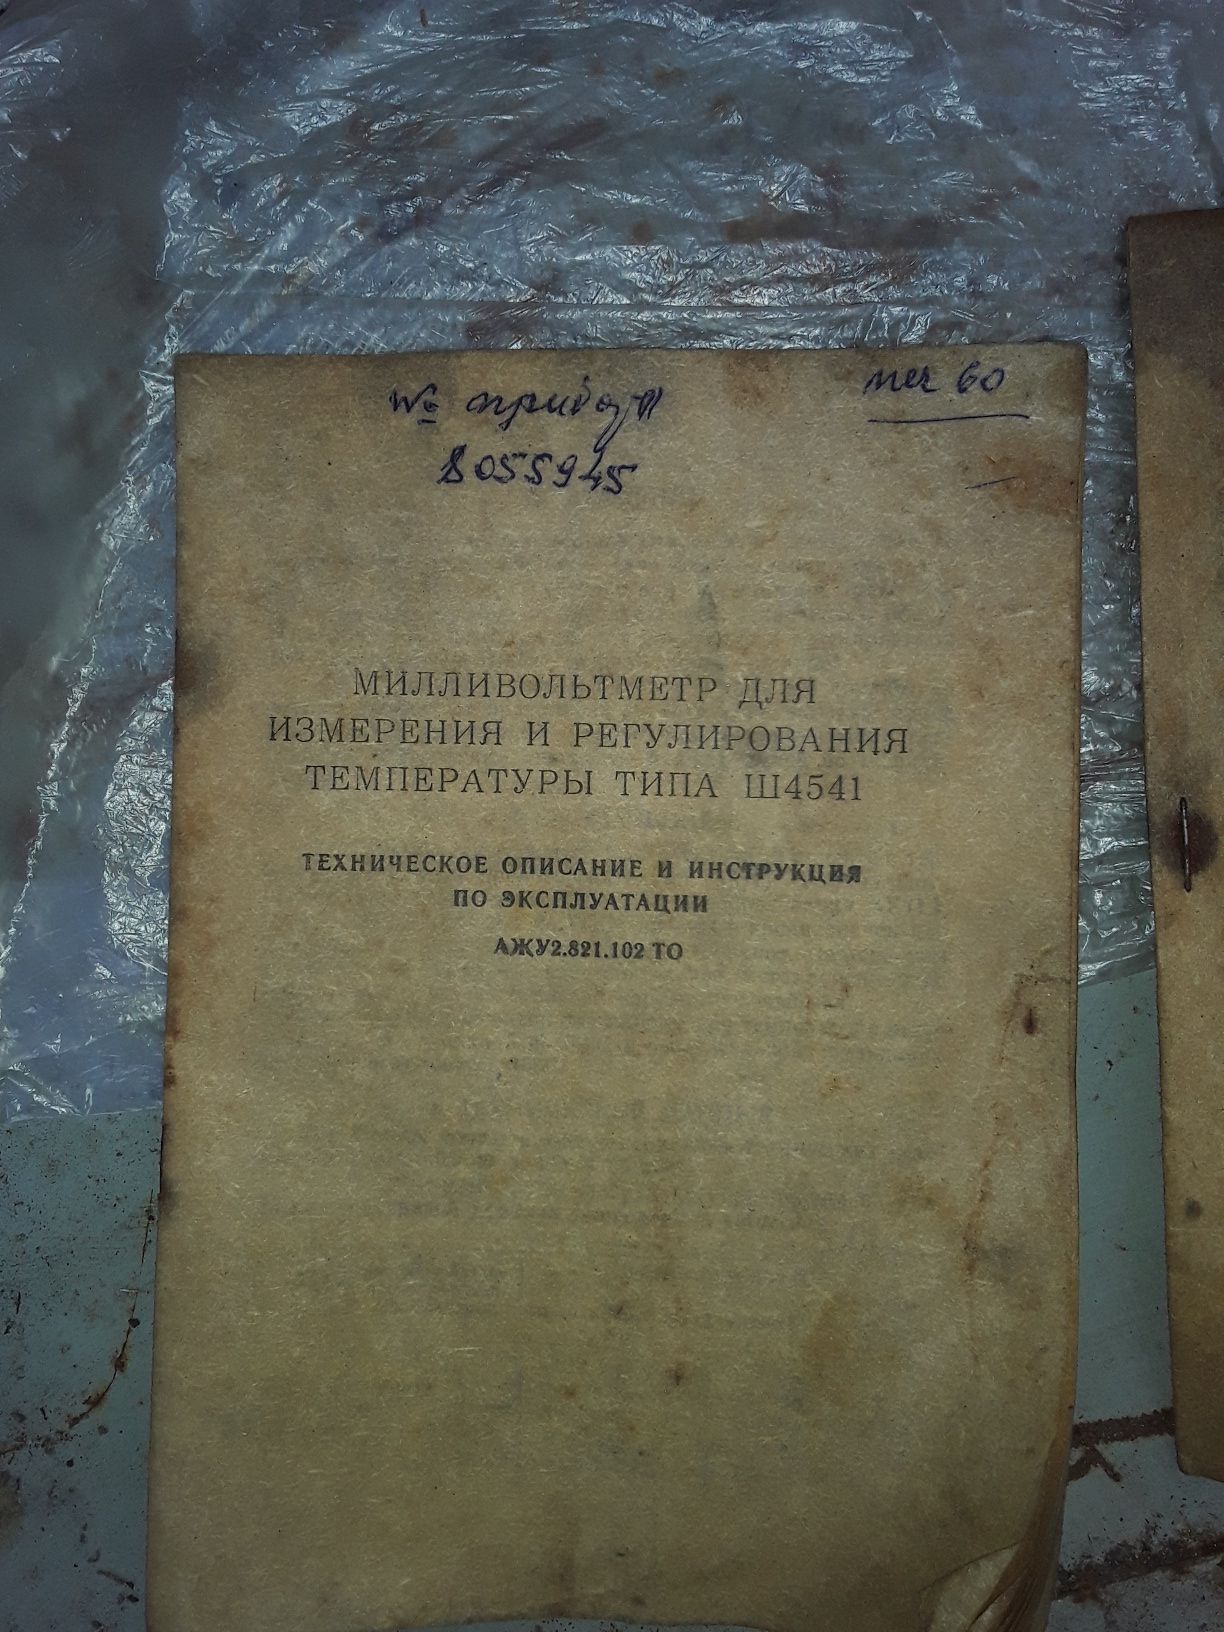 № прибора
8055945
печ 60
МИЛЛИВОЛЬТМЕТР ДЛЯ
ИЗМЕРЕНИЯ И РЕГУЛИРОВАНИЯ
ТЕМПЕРАТУРЫ ТИПА Ш4541
ТЕХНИЧЕСКОЕ ОПИСАНИЕ И ИНСТРУКЦИЯ
ПО ЭКСПЛУАТАЦИИ
АЖУ2.821.102 ТО